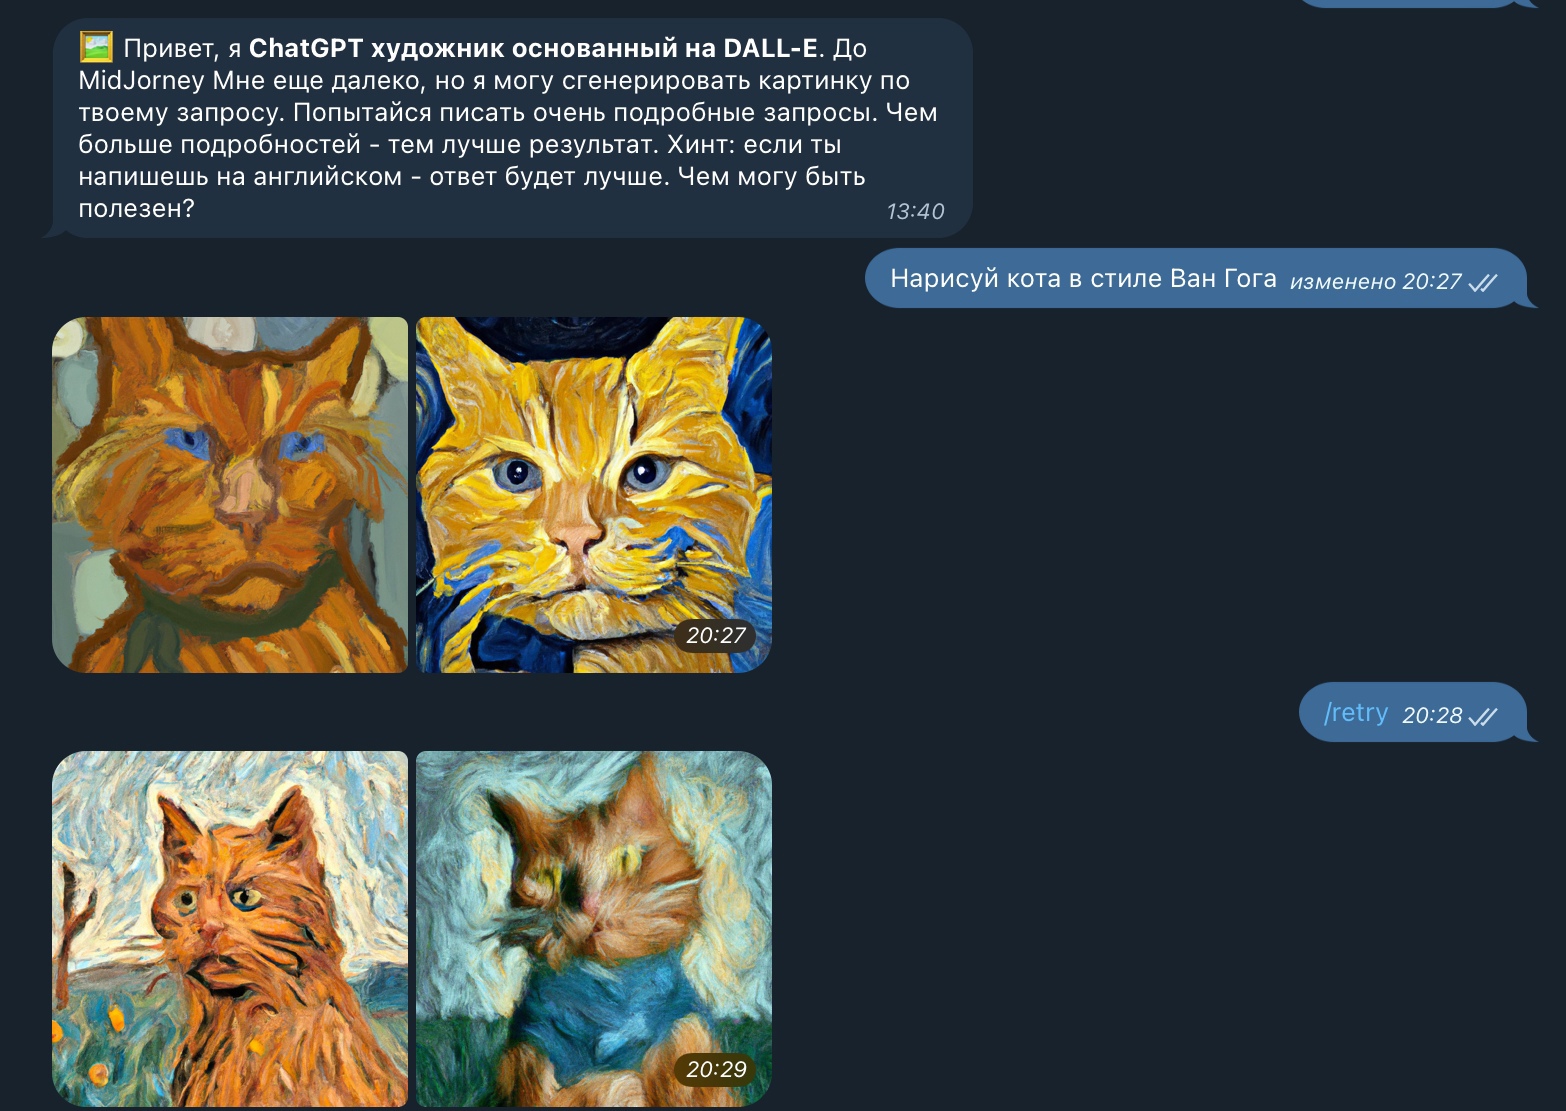 Привет, я ChatGPT художник основанный на DALL-E. До
MidJorney Мне еще далеко, но я могу сгенерировать картинку по
твоему запросу. Попытайся писать очень подробные запросы. Чем
больше подробностей - тем лучше результат. Хинт: если ты
напишешь на английском - ответ будет лучше. Чем могу быть
полезен? 13:40
Нарисуй кота в стиле Ван Гога изменено 20:27
20:27
/retry 20:28
20:29